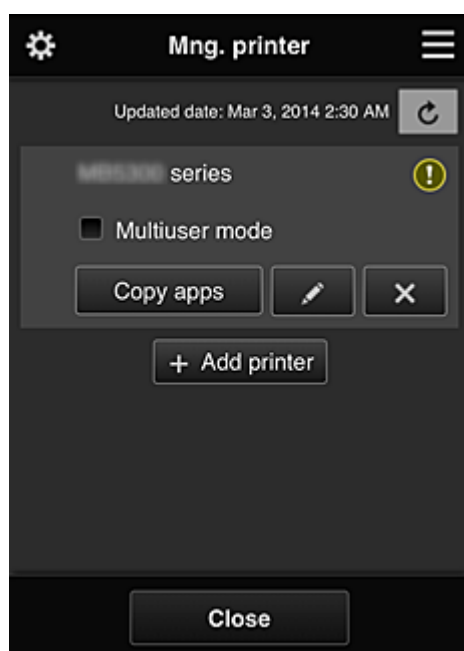 Mng. printer
Updated date: Mar 3, 2014 2:30 AM
series
Multiuser mode
Copy apps
+ Add printer
Close